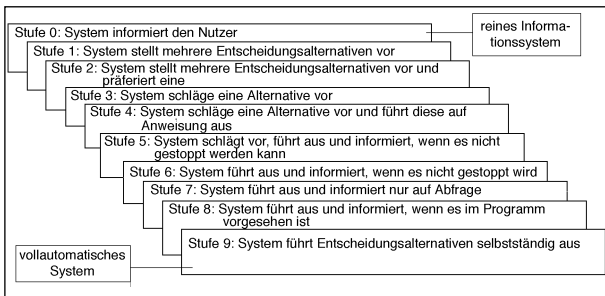 Stufe 0: System informiert den Nutzer
reines Informa-
tionssystem
Stufe 1: System stellt mehrere Entscheidungsalternativen vor
Stufe 2: System stellt mehrere Entscheidungsalternativen vor und
präferiert eine
Stufe 3: System schläge eine Alternative vor
Stufe 4: System schläge eine Alternative vor und führt diese auf
Anweisung aus
Stufe 5: System schlägt vor, führt aus und informiert, wenn es nicht
gestoppt werden kann
Stufe 6: System führt aus und informiert, wenn es nicht gestoppt wird
Stufe 7: System führt aus und informiert nur auf Abfrage
Stufe 8: System führt aus und informiert, wenn es im Programm
vorgesehen ist
Stufe 9: System führt Entscheidungsalternativen selbstständig aus
vollautomatisches
System